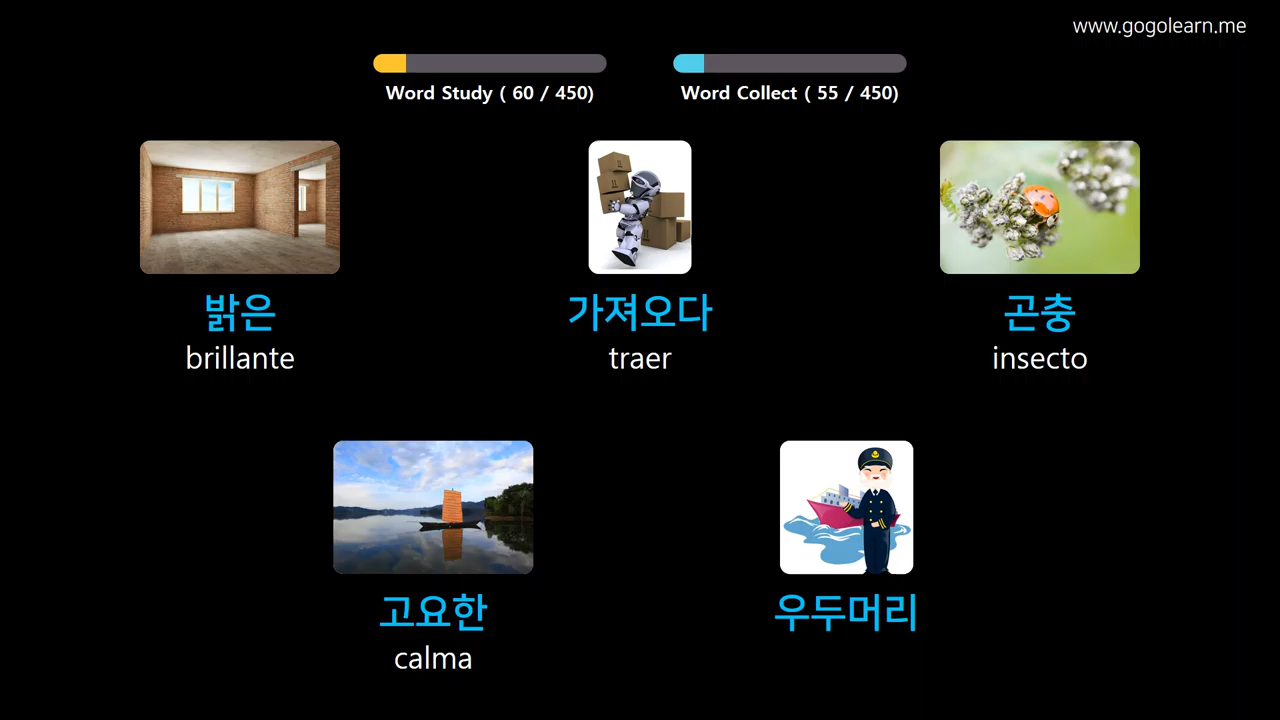 www.gogolearn.me
Word Study ( 60 / 450)
Word Collect ( 55 / 450)
밝은
brillante
가져오다
traer
곤충
insecto
고요한
calma
우두머리